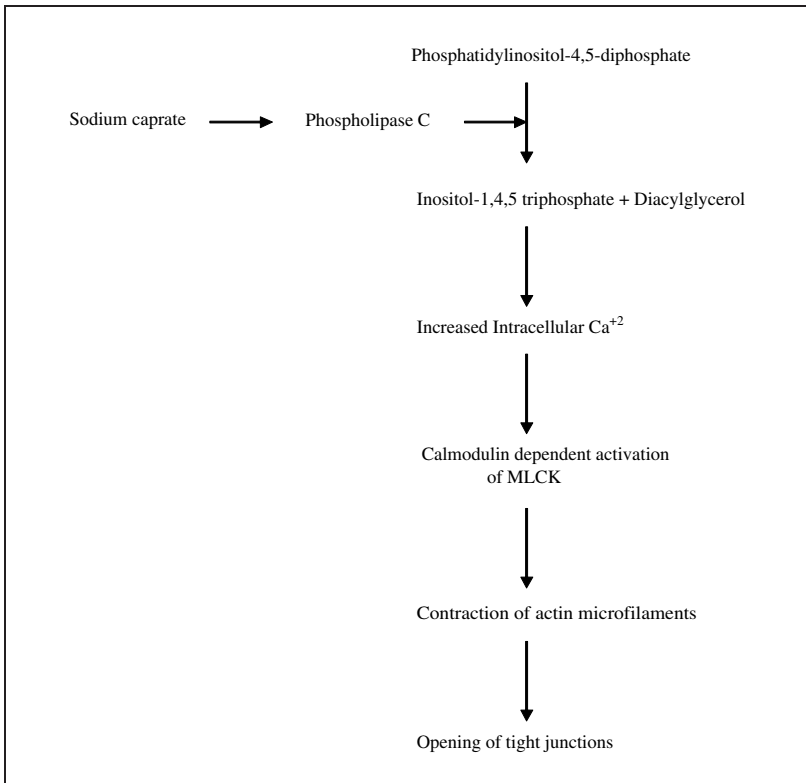 Phosphatidylinositol-4,5-diphosphate
Sodium caprate
Phospholipase C
Inositol-1,4,5 triphosphate + Diacylglycerol
Increased Intracellular Ca⁺²
Calmodulin dependent activation
of MLCK
Contraction of actin microfilaments
Opening of tight junctions